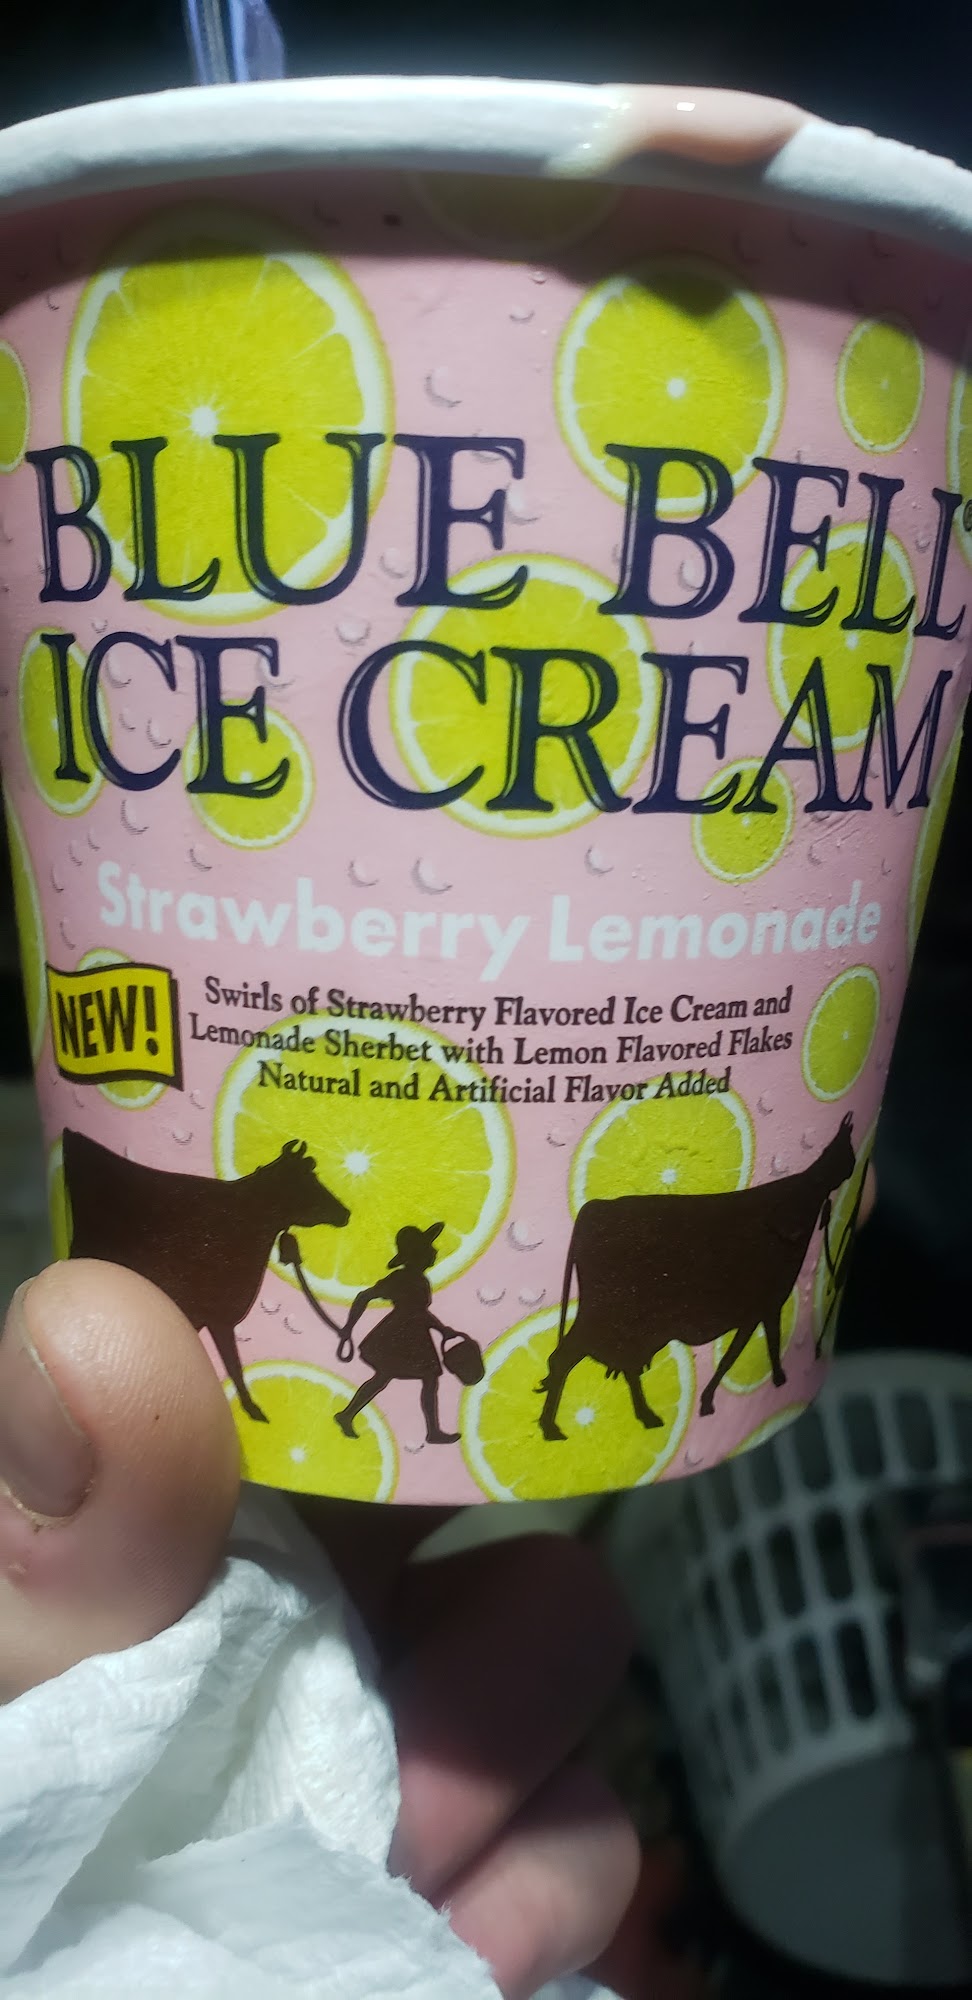 BLUE BELL
ICE CREAM
Strawberry Lemonade
NEW!
Swirls of Strawberry Flavored Ice Cream and
Lemonade Sherbet with Lemon Flavored Flakes
Natural and Artificial Flavor Added